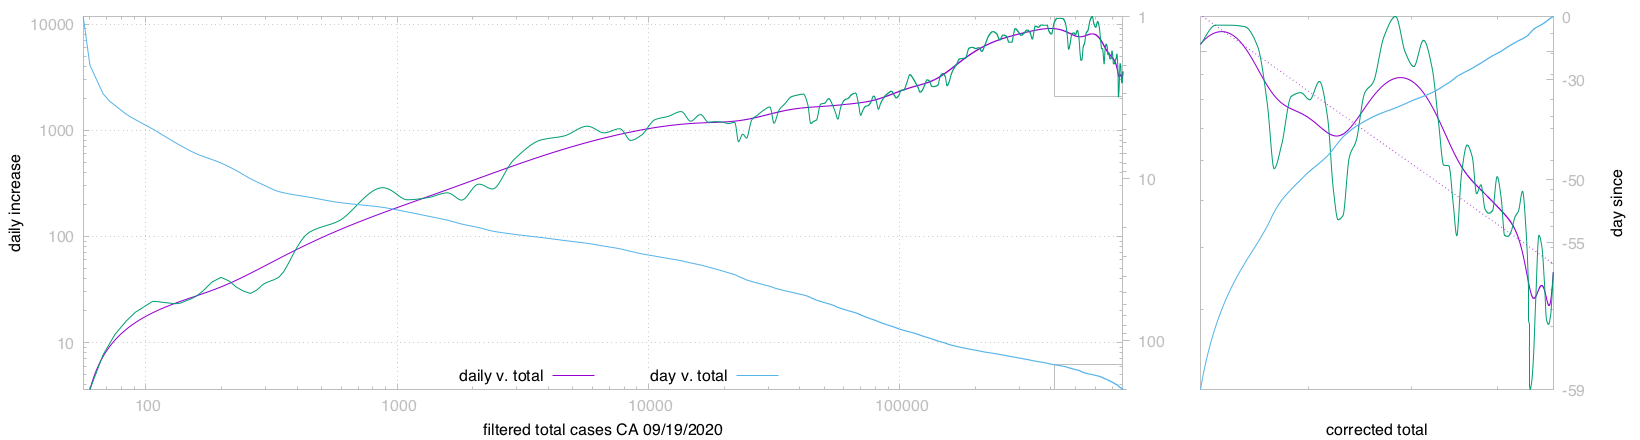 10000
1000
100
10
daily increase
100
1000
10000
100000
filtered total cases CA 09/19/2020
daily v. total
day v. total
1
10
100
0
-30
-50
-55
-59
day since
corrected total